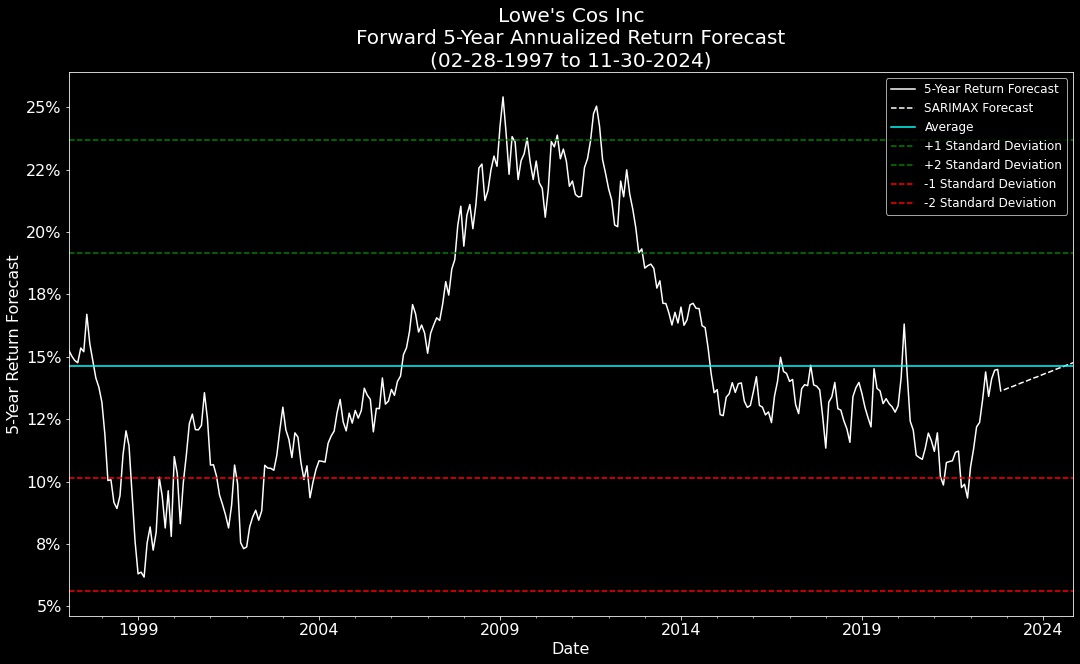 Lowe's Cos Inc
Forward 5-Year Annualized Return Forecast
(02-28-1997 to 11-30-2024)
5-Year Return Forecast
SARIMAX Forecast
Average
+1 Standard Deviation
+2 Standard Deviation
-1 Standard Deviation
-2 Standard Deviation
5-Year Return Forecast
25%
22%
20%
18%
15%
12%
10%
8%
5%
1999
2004
2009
2014
2019
2024
Date